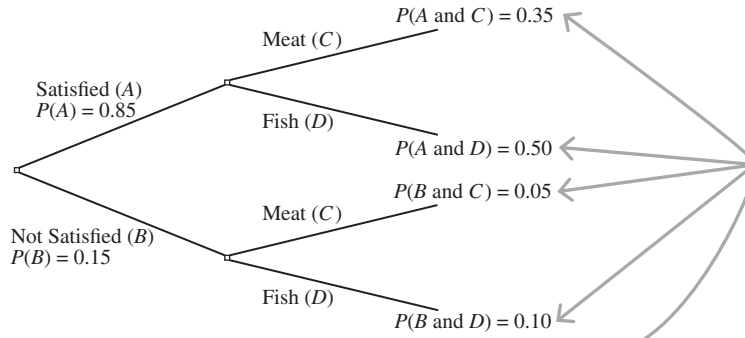 P(A and C) = 0.35
Meat (C)
Satisfied (A)
P(A) = 0.85
Fish (D)
P(A and D) = 0.50
P(B and C) = 0.05
Meat (C)
Not Satisfied (B)
P(B) = 0.15
Fish (D)
P(B and D) = 0.10